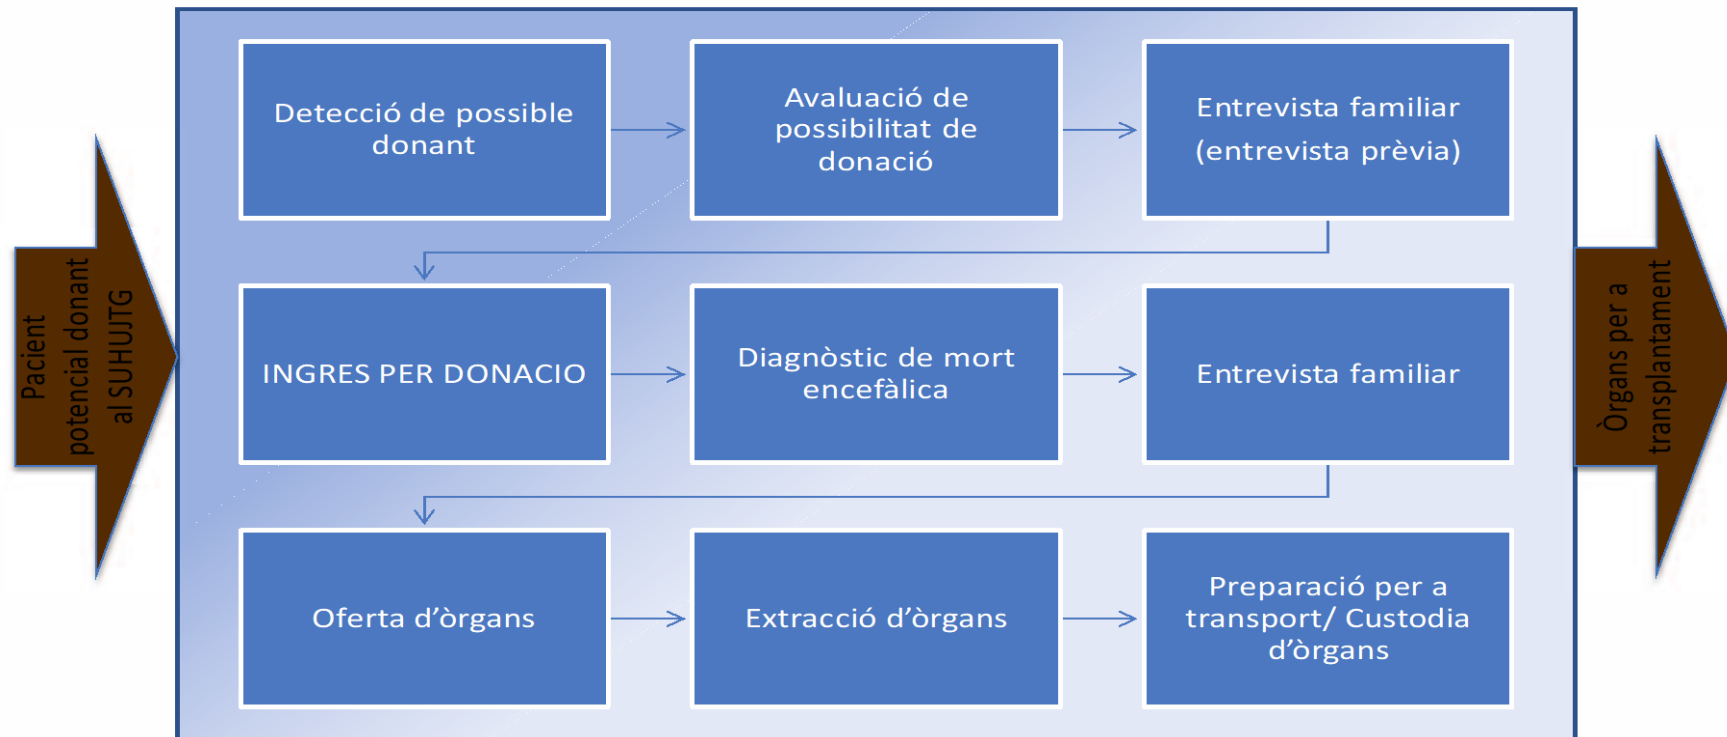 Pacient
potencial donant
al SUHUJTG
Detecció de possible
donant
Avaluació de
possibilitat de
donació
Entrevista familiar
(entrevista prèvia)
INGRES PER DONACIO
Diagnòstic de mort
encefàlica
Entrevista familiar
Oferta d’òrgans
Extracció d’òrgans
Preparació per a
transport/ Custodia
d’òrgans
Òrgans per a
transplantament